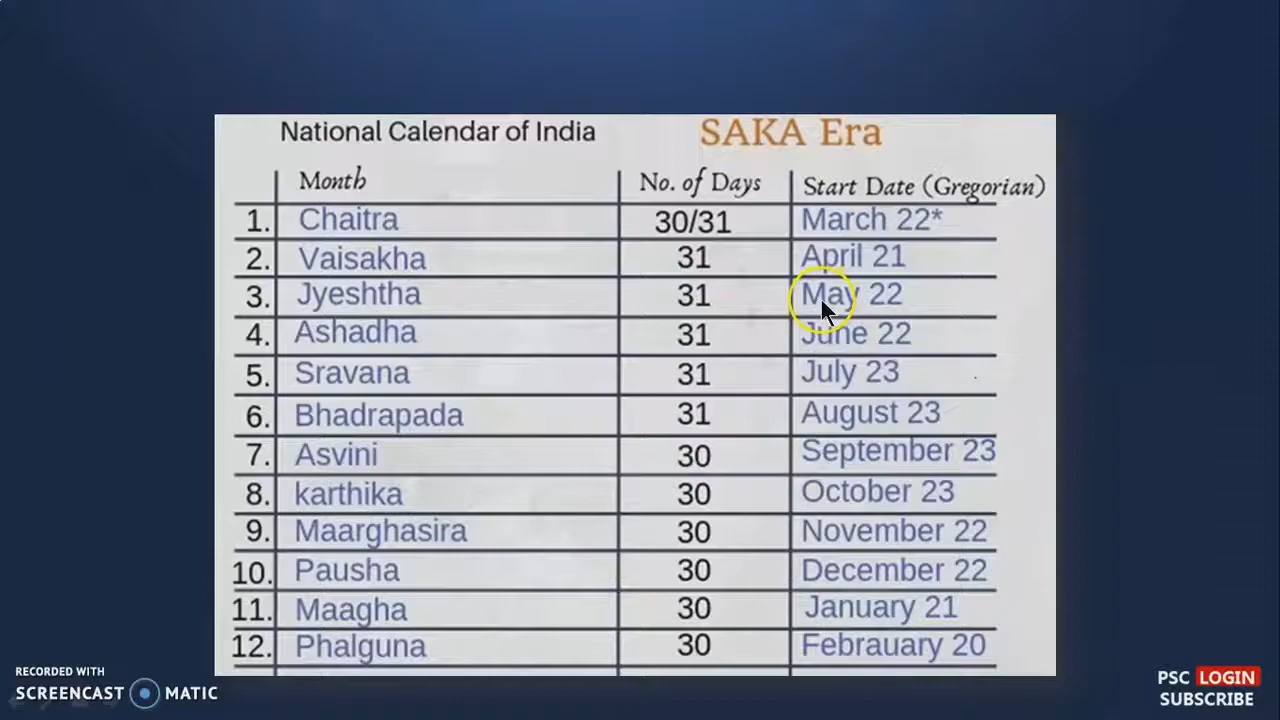 National Calendar of India SAKA Era
Month No. of Days Start Date (Gregorian)
1. Chaitra 30/31 March 22*
2. Vaisakha 31 April 21
3. Jyeshtha 31 May 22
4. Ashadha 31 June 22
5. Sravana 31 July 23
6. Bhadrapada 31 August 23
7. Asvini 30 September 23
8. karthika 30 October 23
9. Maarghasira 30 November 22
10. Pausha 30 December 22
11. Maagha 30 January 21
12. Phalguna 30 Febrauary 20
RECORDED WITH
SCREENCAST MATIC
PSC LOGIN
SUBSCRIBE